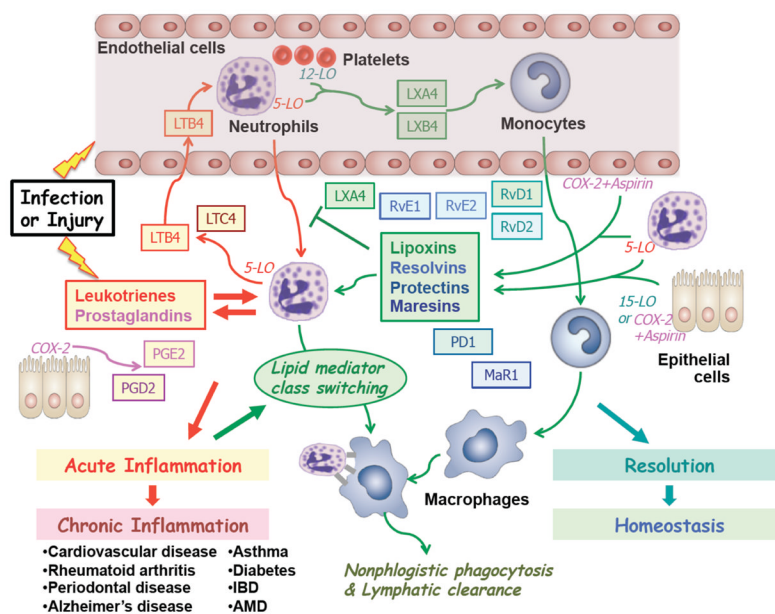 Endothelial cells
Platelets
12-LO
5-LO
Neutrophils
LTB4
LXA4
LXB4
Monocytes
Infection
or Injury
LTB4
LTC4
5-LO
LXA4
RvE1
RvE2
RvD1
RvD2
COX-2+Aspirin
5-LO
Lipoxins
Resolvins
Protectins
Maresins
Leukotrienes
Prostaglandins
15-LO
or COX-2
+Aspirin
Epithelial
cells
COX-2
PGE2
PGD2
PD1
MaR1
Lipid mediator
class switching
Acute Inflammation
Chronic Inflammation
•Cardiovascular disease
•Rheumatoid arthritis
•Periodontal disease
•Alzheimer's disease
•Asthma
•Diabetes
•IBD
•AMD
Macrophages
Nonphlogistic phagocytosis
& Lymphatic clearance
Resolution
Homeostasis